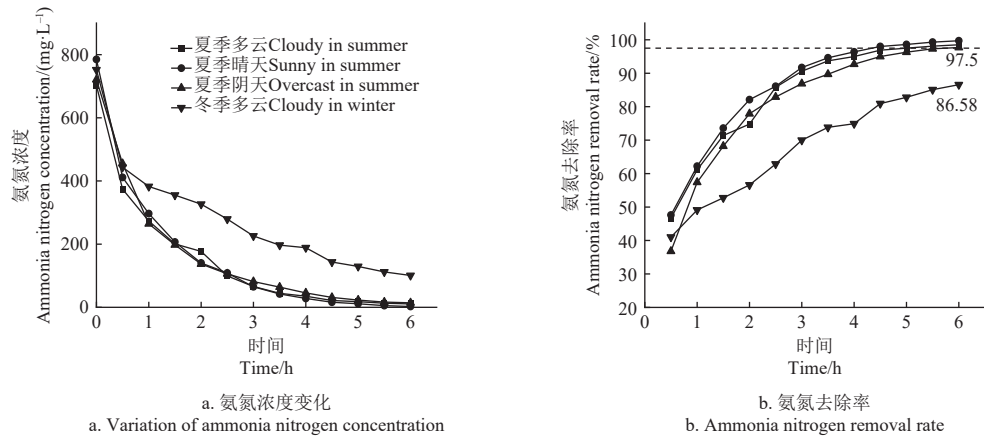 氨氮浓度
Ammonia nitrogen concentration/(mg·L⁻¹)
800
600
400
200
0
夏季多云Cloudy in summer
夏季晴天Sunny in summer
夏季阴天Overcast in summer
冬季多云Cloudy in winter
0 1 2 3 4 5 6
时间
Time/h
a. 氨氮浓度变化
a. Variation of ammonia nitrogen concentration
氨氮去除率
Ammonia nitrogen removal rate/%
100
90
80
70
60
50
40
30
20
97.5
86.58
0 1 2 3 4 5 6
时间
Time/h
b. 氨氮去除率
b. Ammonia nitrogen removal rate